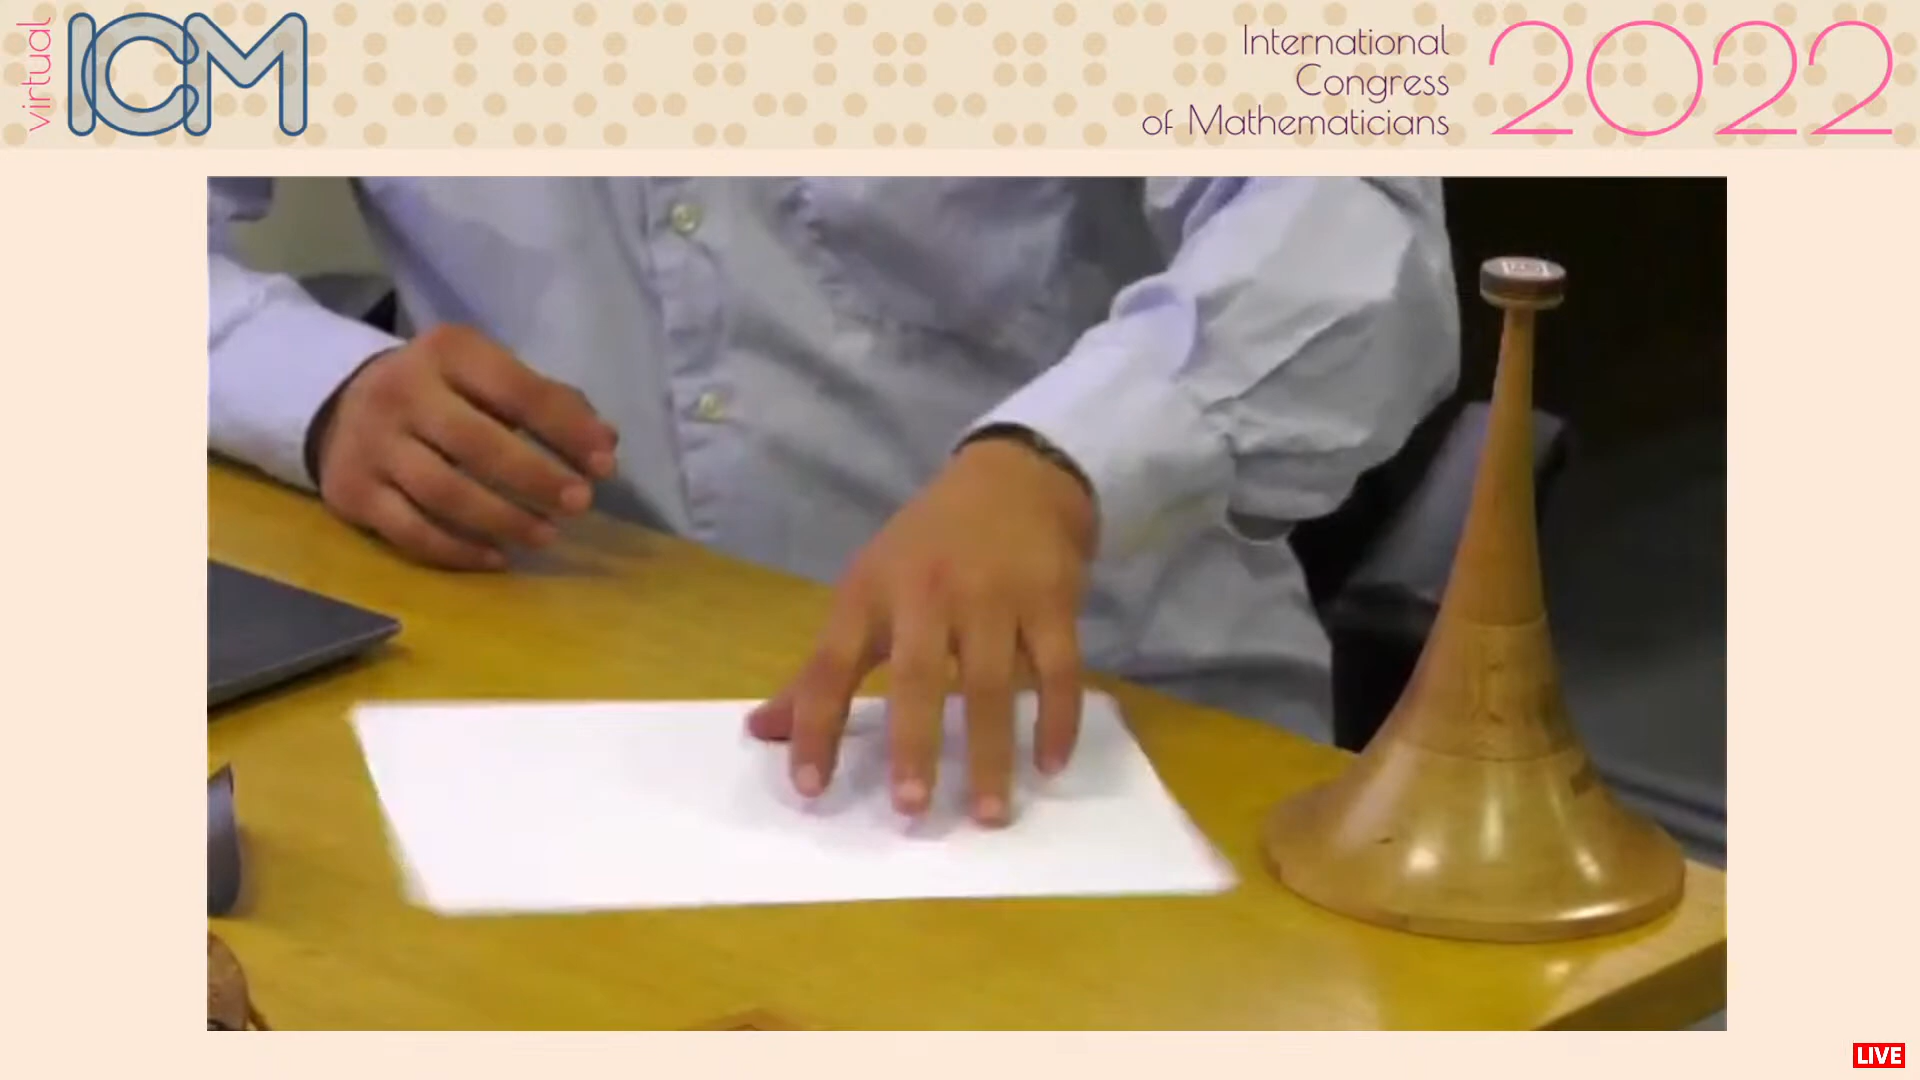 virtual
ICM
International
Congress
of Mathematicians
2022
LIVE